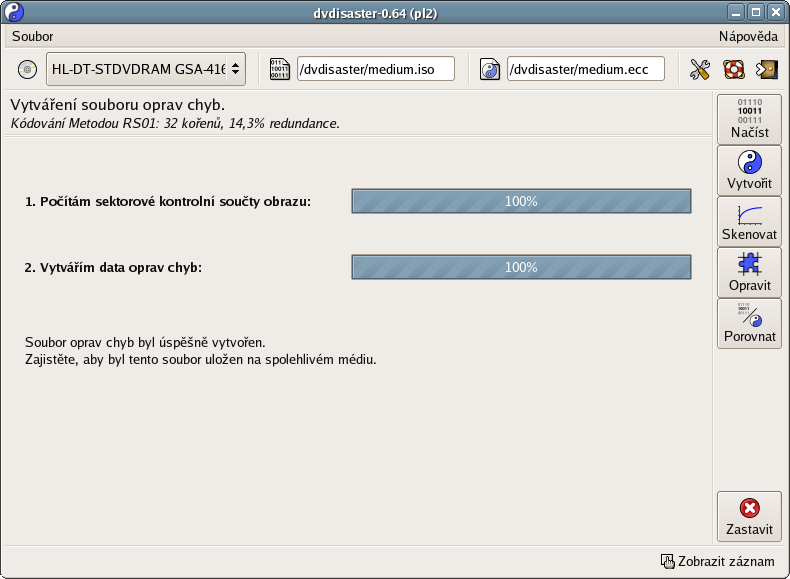 dvdisaster-0.64 (pl2)
Soubor
Nápověda
HL-DT-STDVDRAM GSA-416
/dvdisaster/medium.iso
/dvdisaster/medium.ecc
Vytváření souboru oprav chyb.
Kódování Metodou RS01: 32 kořenů, 14,3% redundance.
1. Počítám sektorové kontrolní součty obrazu:
100%
2. Vytvářím data oprav chyb:
100%
Soubor oprav chyb byl úspěšně vytvořen.
Zajistěte, aby byl tento soubor uložen na spolehlivém médiu.
01110
10011
00111
Načíst
Vytvořit
Skenovat
Opravit
Porovnat
Zastavit
Zobrazit záznam